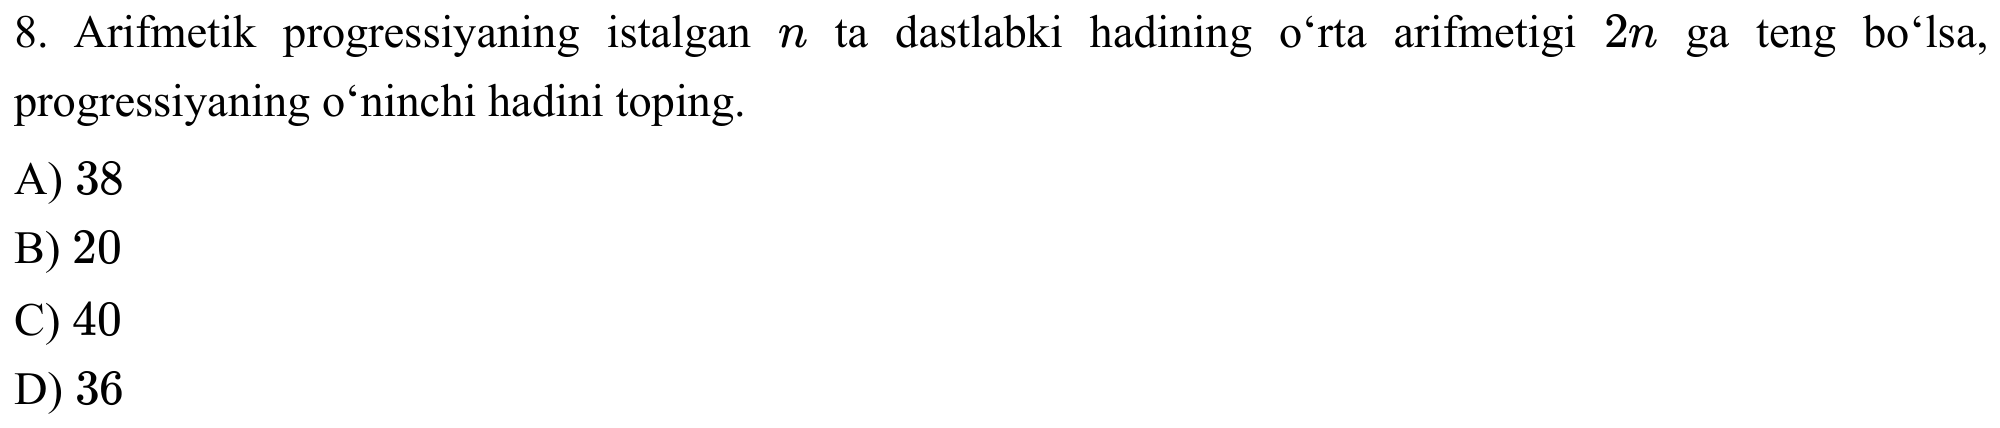 8. Arifmetik progressiyaning istalgan n ta dastlabki hadining o‘rta arifmetigi 2n ga teng bo‘lsa,
progressiyaning o‘ninchi hadini toping.
A) 38
B) 20
C) 40
D) 36